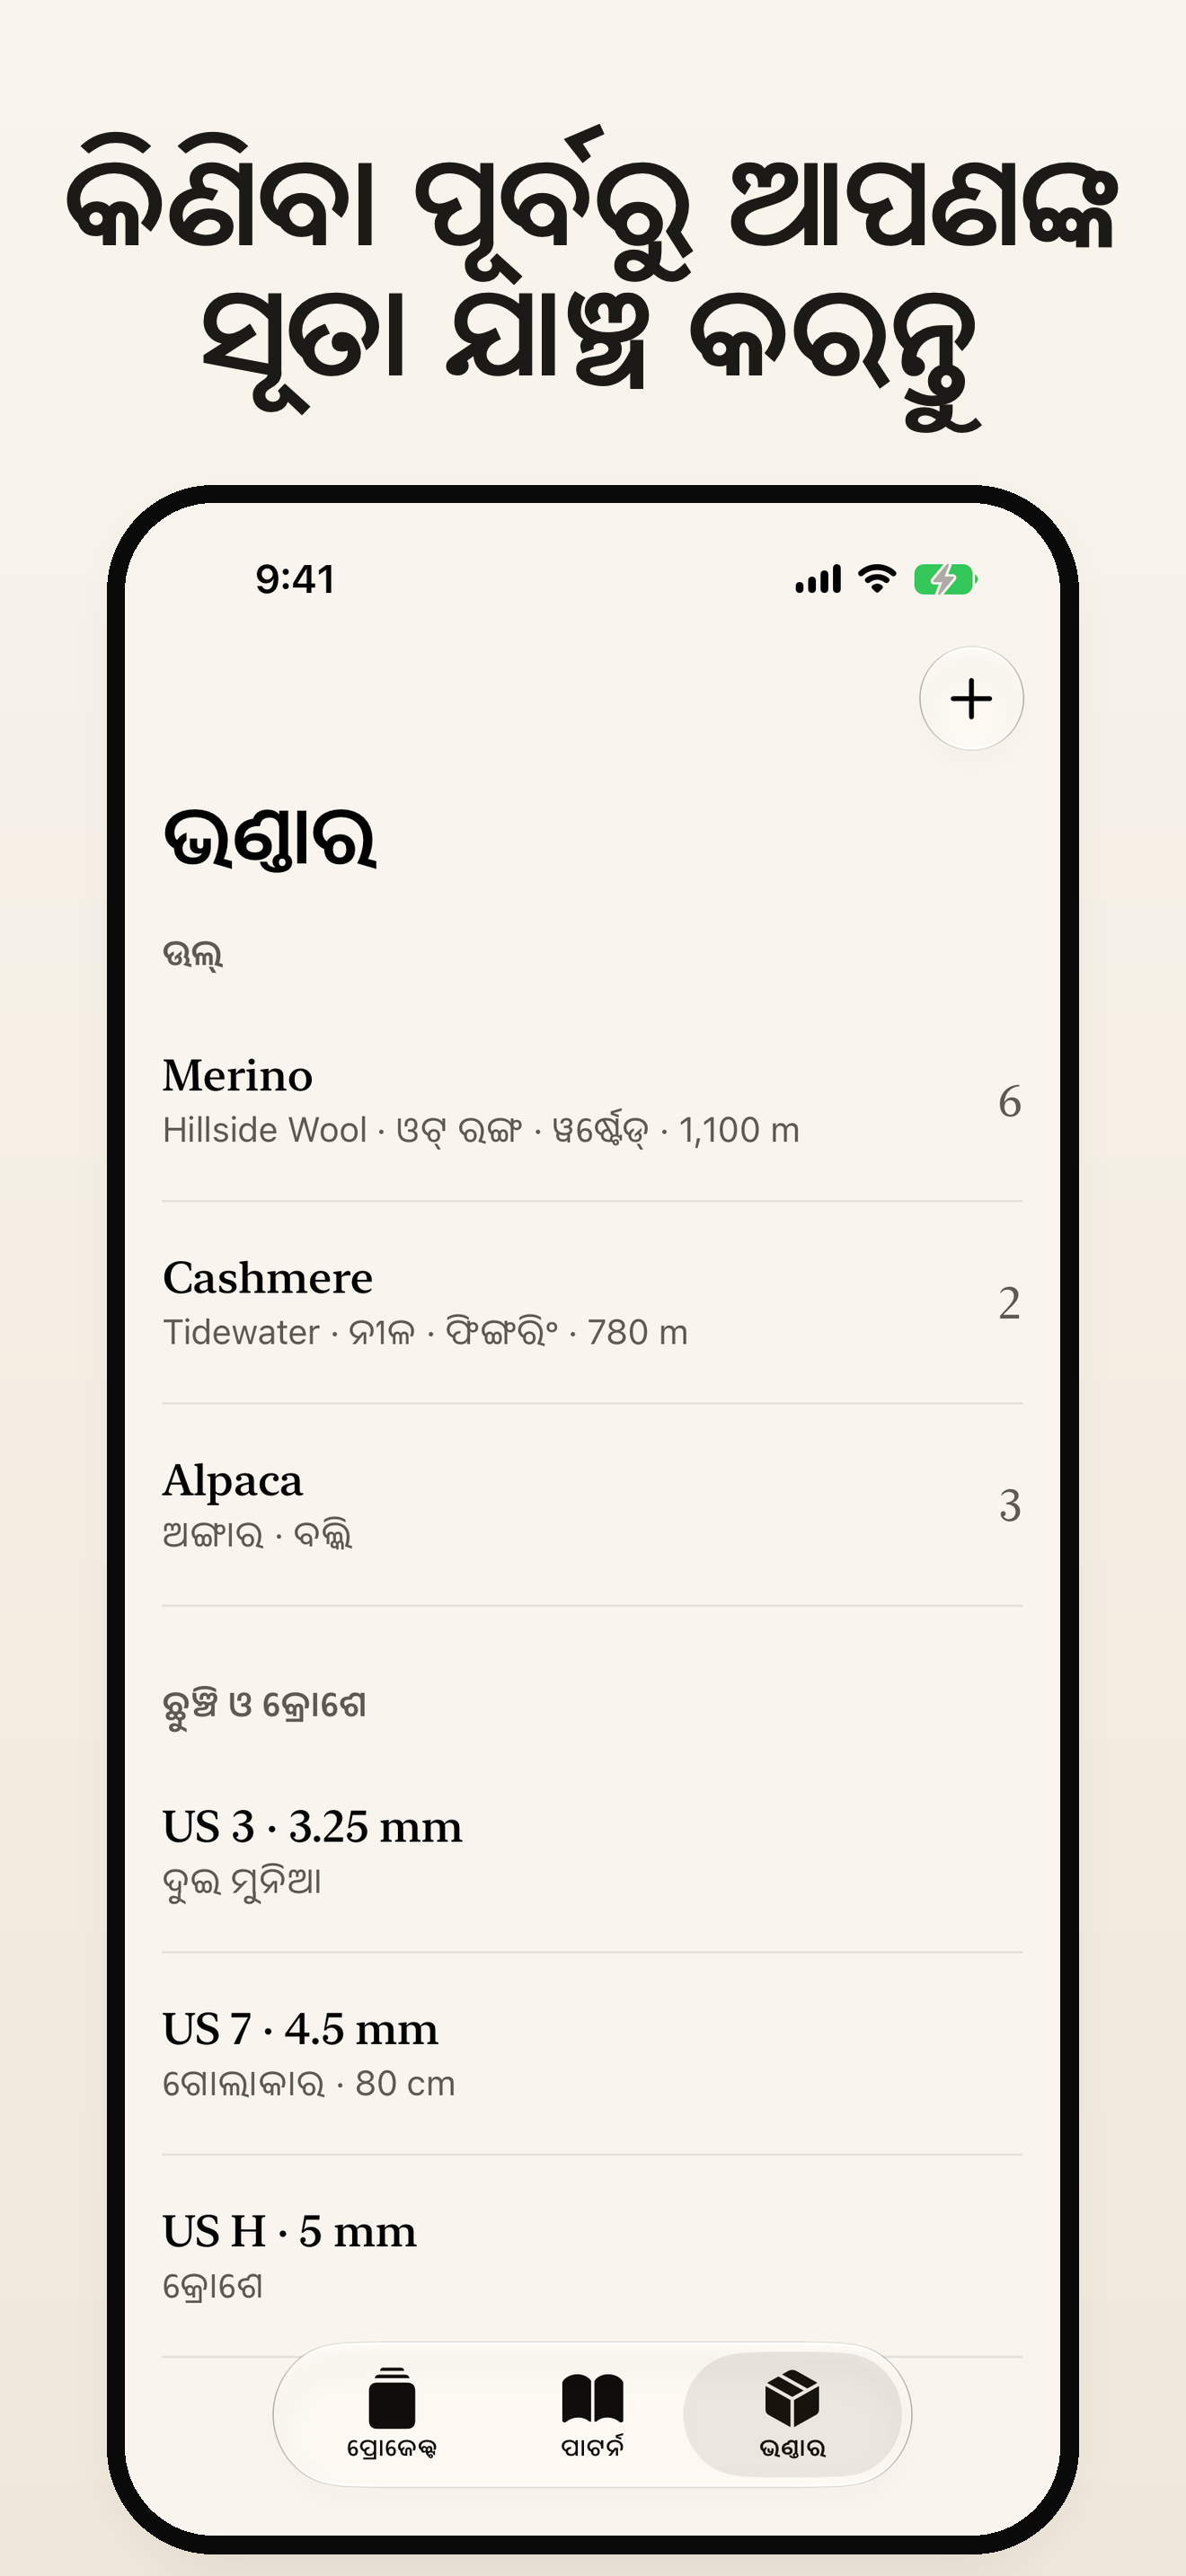 କିଣିବା ପୂର୍ବରୁ ଆପଣଙ୍କ
ସୂତା ଯାଞ୍ଚ କରନ୍ତୁ
9:41
ଭଣ୍ଡାର
ଊଲ୍
Merino
Hillside Wool · ଓଟ୍ ରଙ୍ଗ · ୱର୍ଷ୍ଟେଡ୍ · 1,100 m
6
Cashmere
Tidewater · ନୀଳ · ଫିଙ୍ଗରିଂ · 780 m
2
Alpaca
ଅଙ୍ଗାର · ବଲ୍କି
3
ଛୁଞ୍ଚି ଓ କ୍ରୋଶେ
US 3 · 3.25 mm
ଦୁଇ ମୁନିଆ
US 7 · 4.5 mm
ଗୋଲାକାର · 80 cm
US H · 5 mm
କ୍ରୋଶେ
ପ୍ରୋଜେକ୍ଟ
ପାଟର୍ନ
ଭଣ୍ଡାର